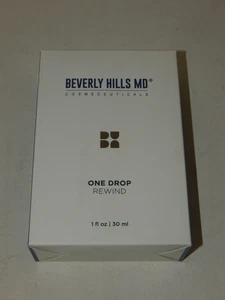 BEVERLY HILLS MD®
COSMECEUTICALS
ONE DROP
REWIND
1 fl oz | 30 ml